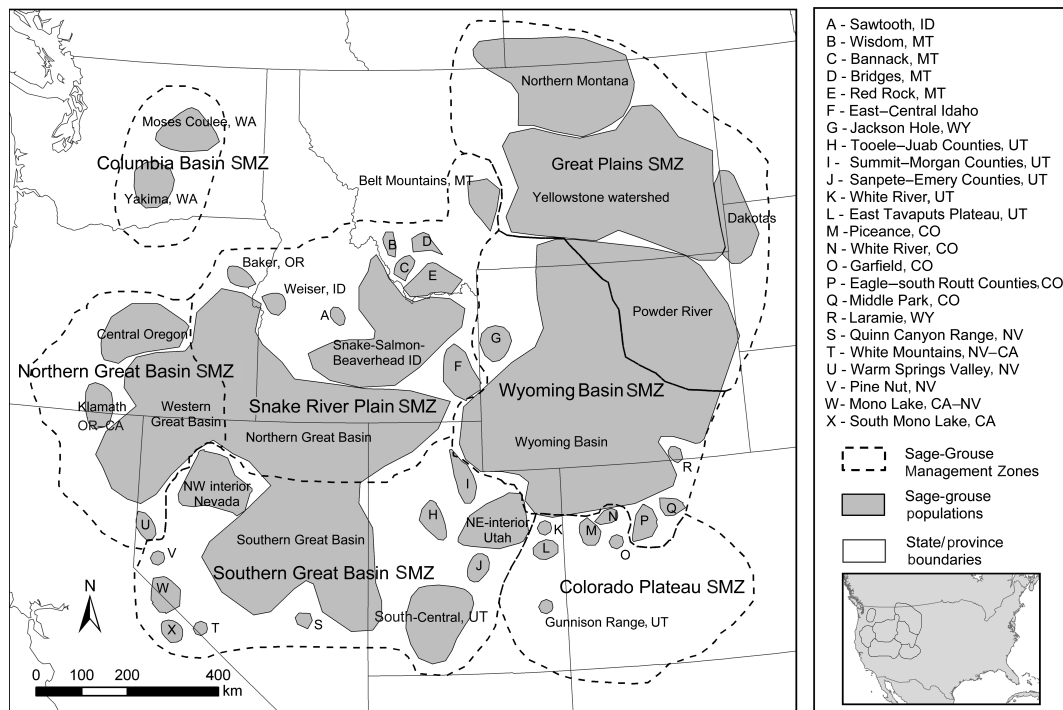 Northern Montana
Moses Coulee, WA
Columbia Basin SMZ
Great Plains SMZ
Belt Mountains, MT
Yakima, WA
Yellowstone watershed
Dakotas
B
D
C
E
Baker, OR
Weiser, ID
A
Powder River
Central Oregon
Snake-Salmon-
Beaverhead ID
G
F
Northern Great Basin SMZ
Wyoming Basin SMZ
Klamath
OR–CA
Western
Great Basin
Snake River Plain SMZ
Northern Great Basin
Wyoming Basin
R
NW interior
Nevada
I
H
NE-interior
Utah
K
M
N
P
Q
U
Southern Great Basin
O
V
L
J
Southern Great Basin SMZ
Colorado Plateau SMZ
N
W
South-Central, UT
Gunnison Range, UT
X
T
S
0 100 200 400
km
A - Sawtooth, ID
B - Wisdom, MT
C - Bannack, MT
D - Bridges, MT
E - Red Rock, MT
F - East–Central Idaho
G - Jackson Hole, WY
H - Tooele–Juab Counties, UT
I - Summit–Morgan Counties, UT
J - Sanpete–Emery Counties, UT
K - White River, UT
L - East Tavaputs Plateau, UT
M - Piceance, CO
N - White River, CO
O - Garfield, CO
P - Eagle–south Routt Counties, CO
Q - Middle Park, CO
R - Laramie, WY
S - Quinn Canyon Range, NV
T - White Mountains, NV–CA
U - Warm Springs Valley, NV
V - Pine Nut, NV
W- Mono Lake, CA–NV
X - South Mono Lake, CA
Sage-Grouse
Management Zones
Sage-grouse
populations
State/province
boundaries